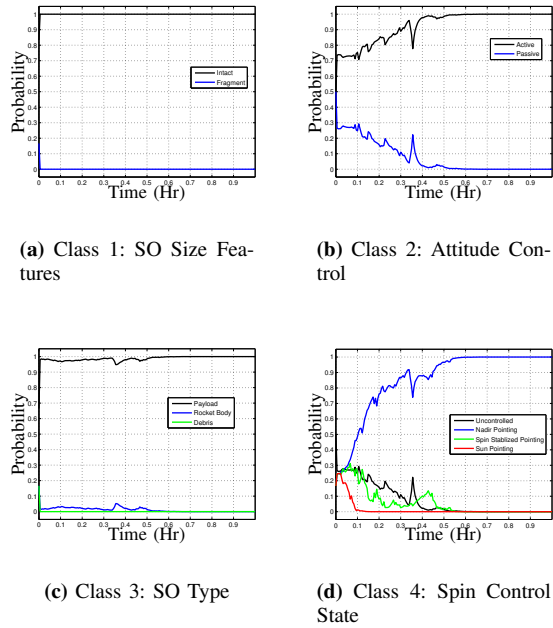 1
0.9
0.8
0.7
0.6
0.5
0.4
0.3
0.2
0.1
0
Probability
Intact
Fragment
0 0.1 0.2 0.3 0.4 0.5 0.6 0.7 0.8 0.9
Time (Hr)
(a) Class 1: SO Size Fea-
tures
1
0.9
0.8
0.7
0.6
0.5
0.4
0.3
0.2
0.1
0
Probability
Active
Passive
0 0.1 0.2 0.3 0.4 0.5 0.6 0.7 0.8 0.9
Time (Hr)
(b) Class 2: Attitude Con-
trol
1
0.9
0.8
0.7
0.6
0.5
0.4
0.3
0.2
0.1
0
Probability
Payload
Rocket Body
Debris
0 0.1 0.2 0.3 0.4 0.5 0.6 0.7 0.8 0.9
Time (Hr)
(c) Class 3: SO Type
1
0.9
0.8
0.7
0.6
0.5
0.4
0.3
0.2
0.1
0
Probability
Uncontrolled
Nadir Pointing
Spin Stablized Pointing
Sun Pointing
0 0.1 0.2 0.3 0.4 0.5 0.6 0.7 0.8 0.9
Time (Hr)
(d) Class 4: Spin Control
State